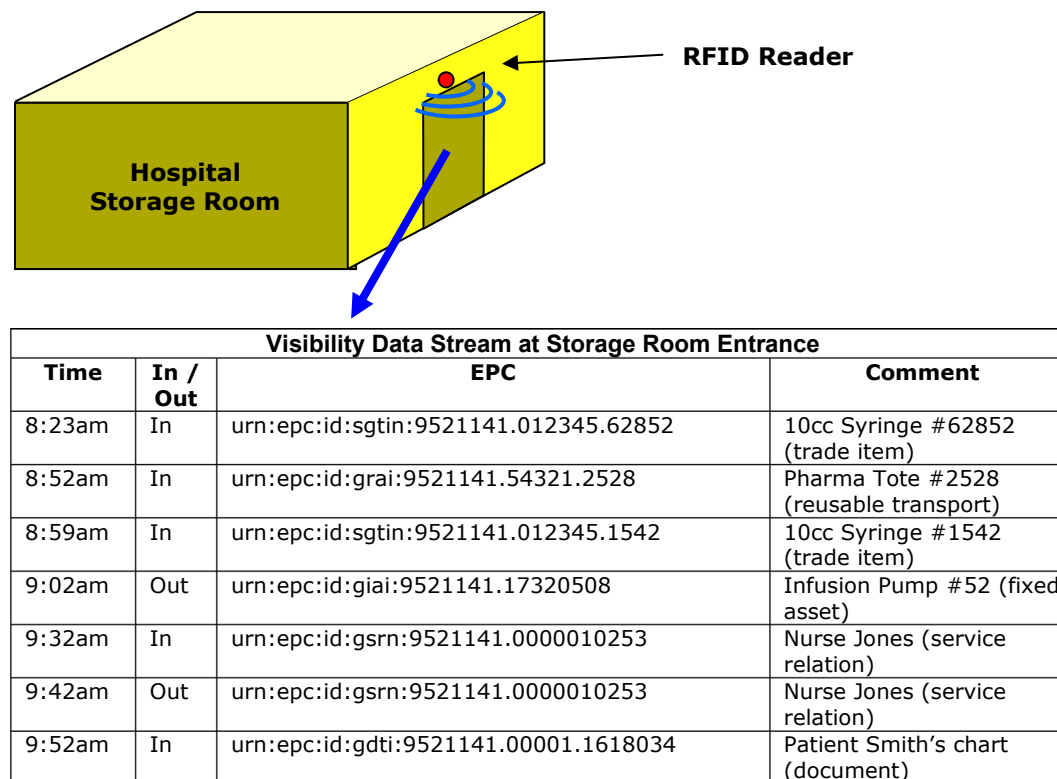 RFID Reader
Hospital
Storage Room
Visibility Data Stream at Storage Room Entrance
Time In / Out EPC Comment
8:23am In urn:epc:id:sgtin:9521141.012345.62852 10cc Syringe #62852
(trade item)
8:52am In urn:epc:id:grai:9521141.54321.2528 Pharma Tote #2528
(reusable transport)
8:59am In urn:epc:id:sgtin:9521141.012345.1542 10cc Syringe #1542
(trade item)
9:02am Out urn:epc:id:giai:9521141.17320508 Infusion Pump #52 (fixed
asset)
9:32am In urn:epc:id:gsrn:9521141.0000010253 Nurse Jones (service
relation)
9:42am Out urn:epc:id:gsrn:9521141.0000010253 Nurse Jones (service
relation)
9:52am In urn:epc:id:gdti:9521141.00001.1618034 Patient Smith's chart
(document)